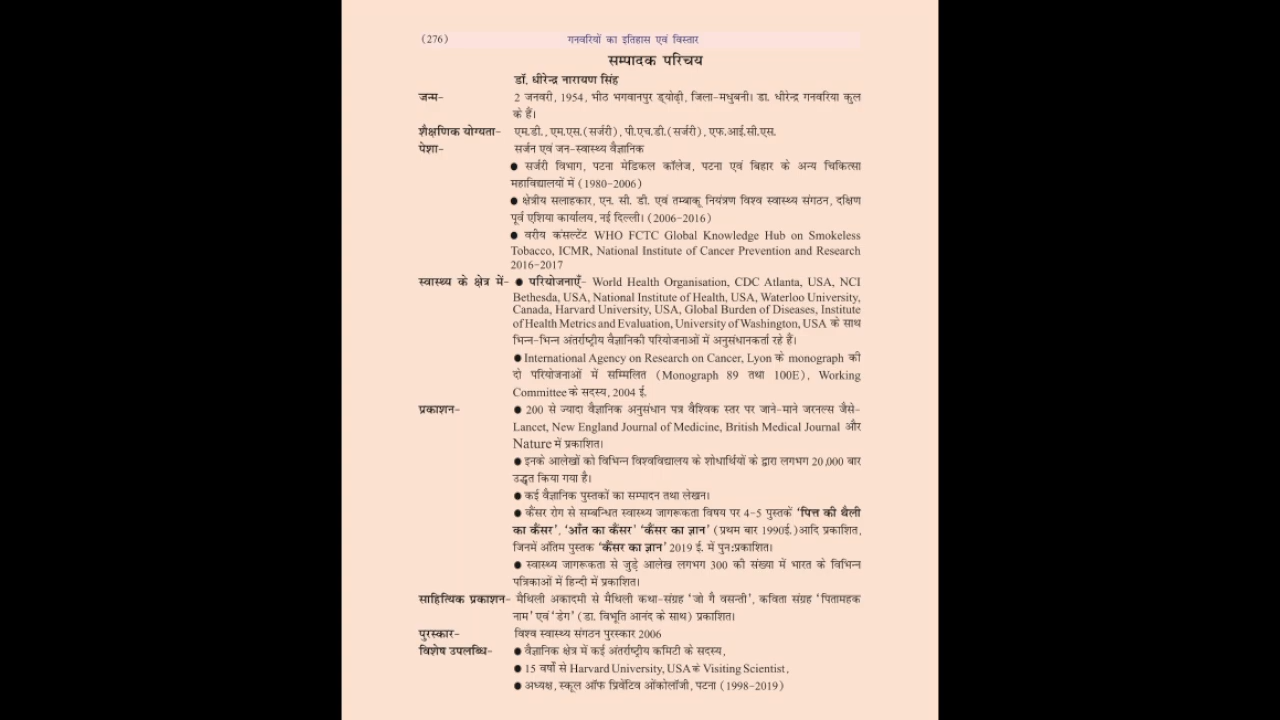 (276) गनवरियों का इतिहास एवं विस्तार
सम्पादक परिचय
डॉ. धीरेन्द्र नारायण सिंह
जन्म- 2 जनवरी, 1954, भीठ भगवानपुर ड्योढ़ी, जिला-मधुबनी। डा. धीरेन्द्र गनवरिया कुल
के हैं।
शैक्षणिक योग्यता- एम.डी., एम.एस.(सर्जरी), पी.एच.डी.(सर्जरी), एफ.आई.सी.एस.
पेशा- सर्जन एवं जन-स्वास्थ्य वैज्ञानिक
● सर्जरी विभाग, पटना मेडिकल कॉलेज, पटना एवं बिहार के अन्य चिकित्सा
महाविद्यालयों में (1980-2006)
● क्षेत्रीय सलाहकार, एन. सी. डी. एवं तम्बाकू नियंत्रण विश्व स्वास्थ्य संगठन, दक्षिण
पूर्व एशिया कार्यालय, नई दिल्ली। (2006-2016)
● वरीय कंसल्टेंट WHO FCTC Global Knowledge Hub on Smokeless
Tobacco, ICMR, National Institute of Cancer Prevention and Research
2016-2017
स्वास्थ्य के क्षेत्र में- ● परियोजनाएँ- World Health Organisation, CDC Atlanta, USA, NCI
Bethesda, USA, National Institute of Health, USA, Waterloo University,
Canada, Harvard University, USA, Global Burden of Diseases, Institute
of Health Metrics and Evaluation, University of Washington, USA के साथ
भिन्न-भिन्न अंतर्राष्ट्रीय वैज्ञानिकी परियोजनाओं में अनुसंधानकर्ता रहे हैं।
● International Agency on Research on Cancer, Lyon के monograph की
दो परियोजनाओं में सम्मिलित (Monograph 89 तथा 100E), Working
Committee के सदस्य, 2004 ई.
प्रकाशन- ● 200 से ज्यादा वैज्ञानिक अनुसंधान पत्र वैश्विक स्तर पर जाने-माने जरनल्स जैसे-
Lancet, New England Journal of Medicine, British Medical Journal और
Nature में प्रकाशित।
● इनके आलेखों को विभिन्न विश्वविद्यालय के शोधार्थियों के द्वारा लगभग 20,000 बार
उद्धृत किया गया है।
● कई वैज्ञानिक पुस्तकों का सम्पादन तथा लेखन।
● कैंसर रोग से सम्बन्धित स्वास्थ्य जागरूकता विषय पर 4-5 पुस्तकें ‘पित्त की थैली
का कैंसर’, ‘आँत का कैंसर’ ‘कैंसर का ज्ञान’ (प्रथम बार 1990ई.)आदि प्रकाशित,
जिनमें अंतिम पुस्तक ‘कैंसर का ज्ञान’ 2019 ई. में पुन:प्रकाशित।
● स्वास्थ्य जागरूकता से जुड़े आलेख लगभग 300 की संख्या में भारत के विभिन्न
पत्रिकाओं में हिन्दी में प्रकाशित।
साहित्यिक प्रकाशन- मैथिली अकादमी से मैथिली कथा-संग्रह ‘जो गै वसन्ती’, कविता संग्रह ‘पितामहक
नाम’ एवं ‘डेग’ (डा. विभूति आनंद के साथ) प्रकाशित।
पुरस्कार- विश्व स्वास्थ्य संगठन पुरस्कार 2006
विशेष उपलब्धि- ● वैज्ञानिक क्षेत्र में कई अंतर्राष्ट्रीय कमिटी के सदस्य,
● 15 वर्षों से Harvard University, USA के Visiting Scientist,
● अध्यक्ष, स्कूल ऑफ प्रिवेंटिव ओंकोलॉजी, पटना (1998-2019)